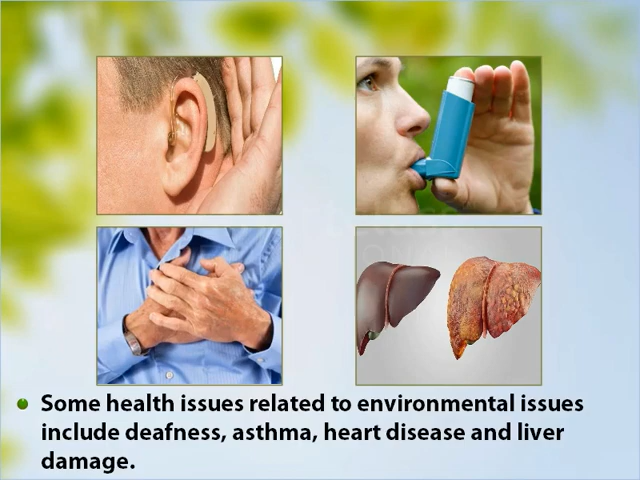 Some health issues related to environmental issues
include deafness, asthma, heart disease and liver
damage.